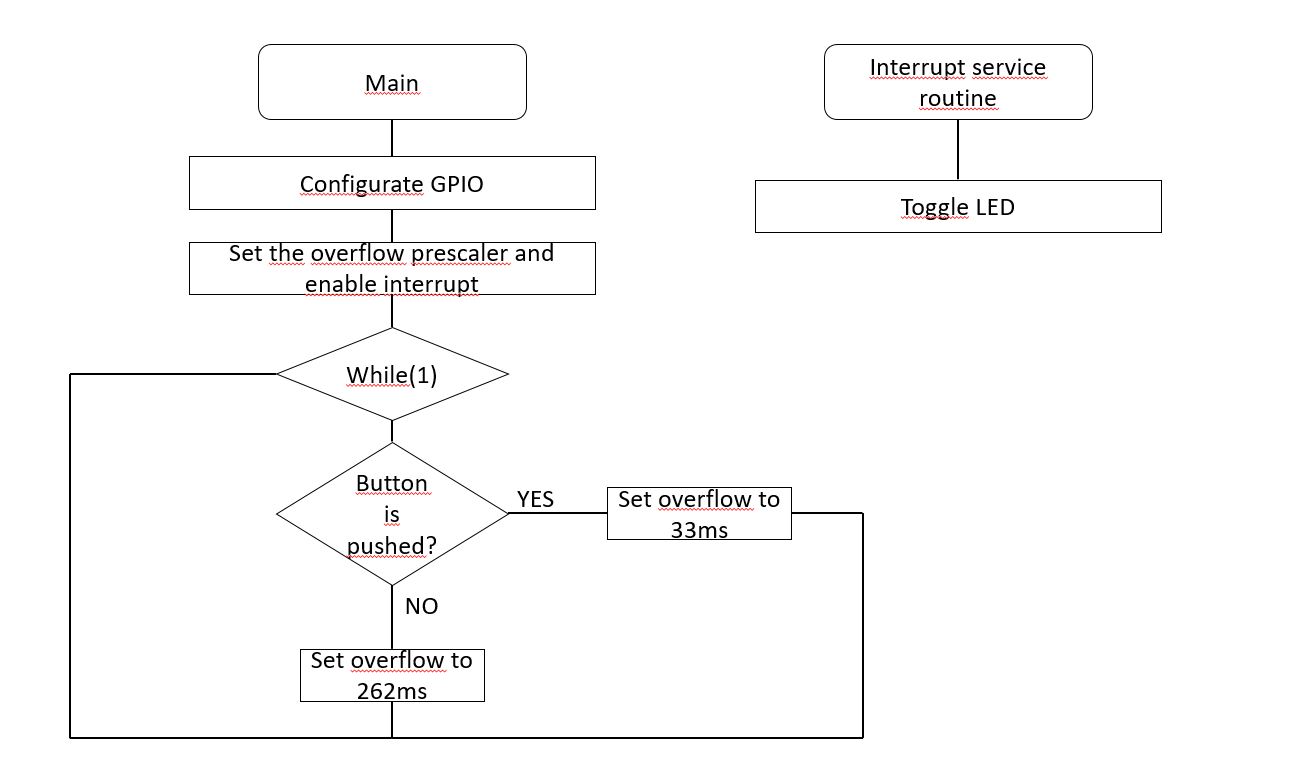 Main
Configurate GPIO
Set the overflow prescaler and
enable interrupt
While(1)
Button
is
pushed?
YES
Set overflow to
33ms
NO
Set overflow to
262ms
Interrupt service
routine
Toggle LED